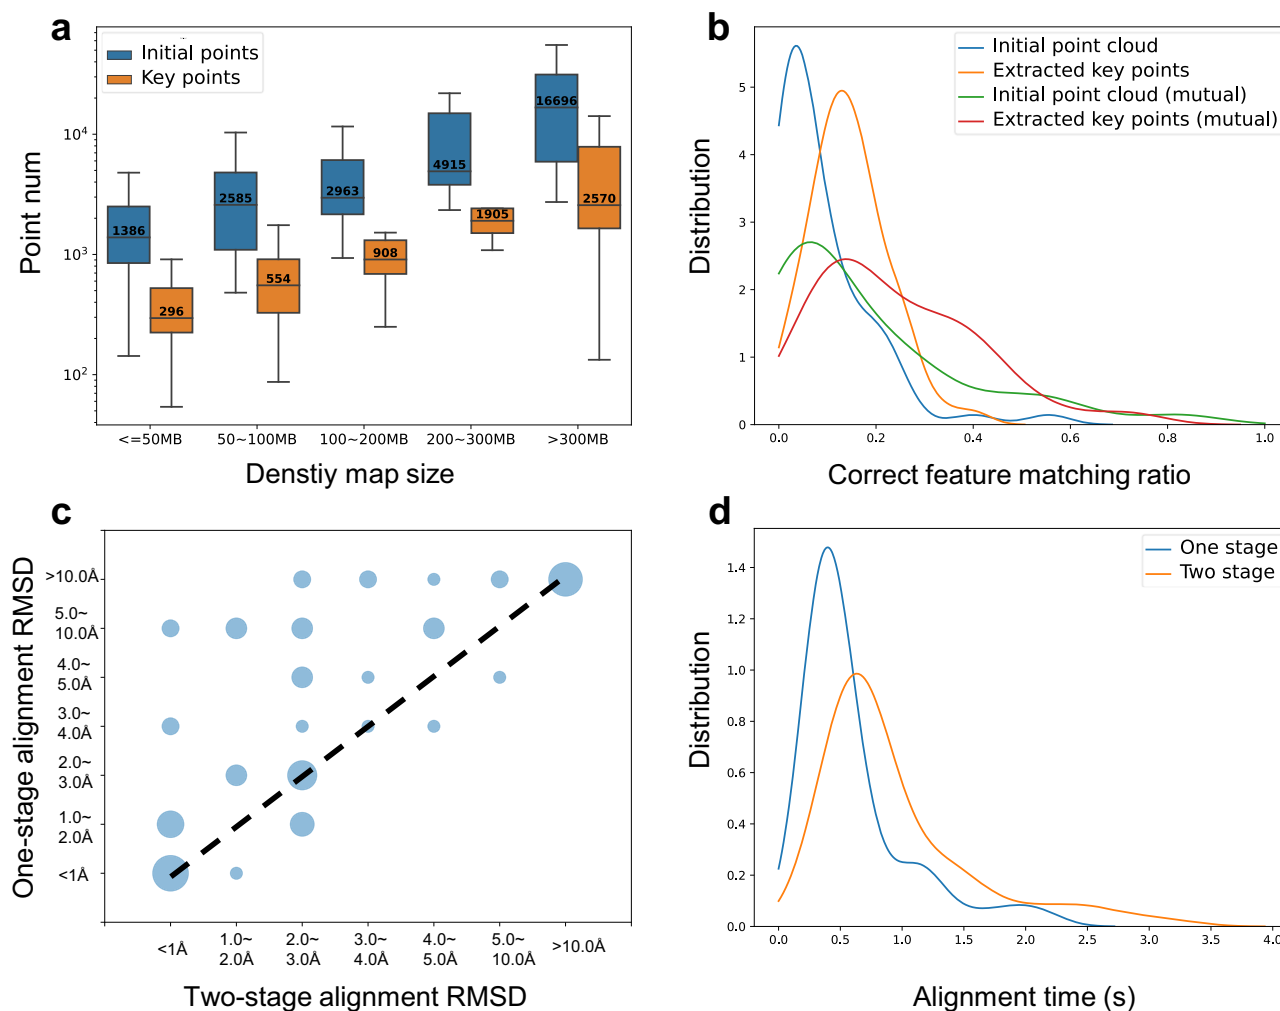 a
Initial points
Key points
Point num
10^4
10^3
10^2
1386
296
2585
554
2963
908
4915
1905
16696
2570
<=50MB
50~100MB
100~200MB
200~300MB
>300MB
Denstiy map size
b
Initial point cloud
Extracted key points
Initial point cloud (mutual)
Extracted key points (mutual)
Distribution
5
4
3
2
1
0
0.0
0.2
0.4
0.6
0.8
1.0
Correct feature matching ratio
c
One-stage alignment RMSD
>10.0Å
5.0~
10.0Å
4.0~
5.0Å
3.0~
4.0Å
2.0~
3.0Å
1.0~
2.0Å
<1Å
<1Å
1.0~
2.0Å
2.0~
3.0Å
3.0~
4.0Å
4.0~
5.0Å
5.0~
10.0Å
>10.0Å
Two-stage alignment RMSD
d
One stage
Two stage
Distribution
1.4
1.2
1.0
0.8
0.6
0.4
0.2
0.0
0.0
0.5
1.0
1.5
2.0
2.5
3.0
3.5
4.0
Alignment time (s)